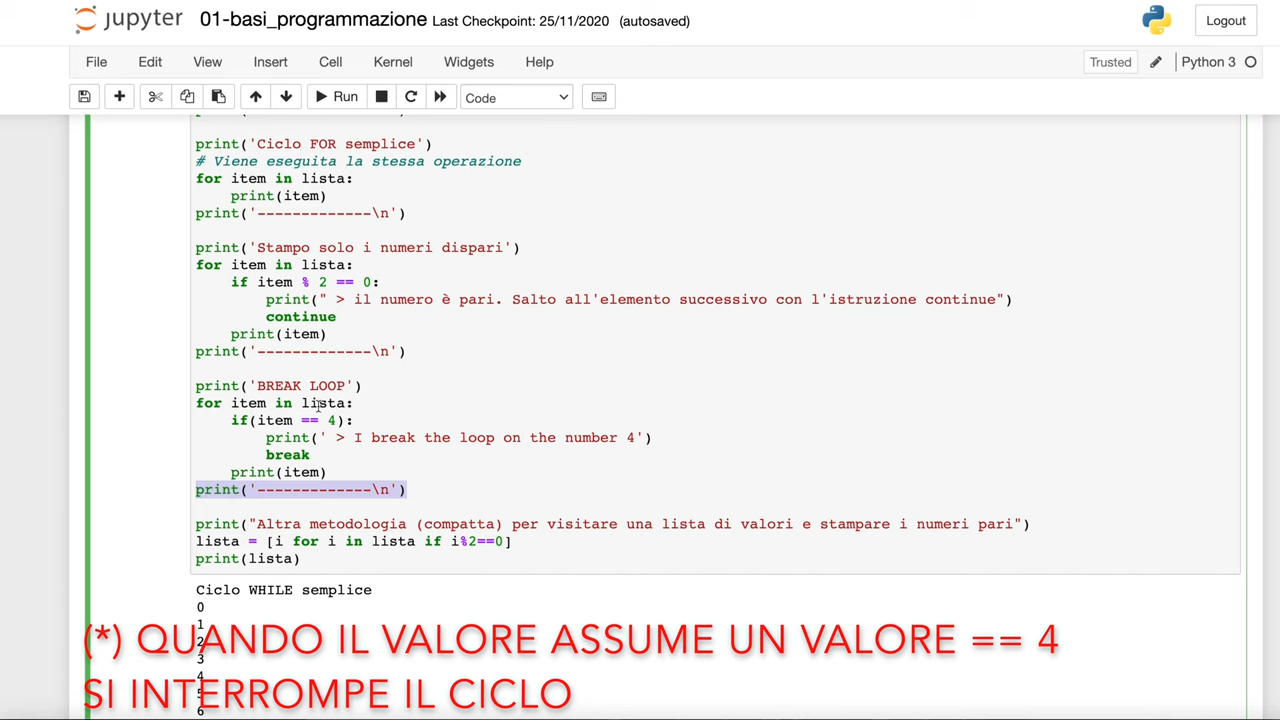 jupyter 01-basi_programmazione Last Checkpoint: 25/11/2020 (autosaved) Logout
File Edit View Insert Cell Kernel Widgets Help Trusted Python 3
Run Code
print('Ciclo FOR semplice')
# Viene eseguita la stessa operazione
for item in lista:
    print(item)
print('-------------\n')
print('Stampo solo i numeri dispari')
for item in lista:
    if item % 2 == 0:
        print(" > il numero è pari. Salto all'elemento successivo con l'istruzione continue")
        continue
    print(item)
print('-------------\n')
print('BREAK LOOP')
for item in lista:
    if(item == 4):
        print(' > I break the loop on the number 4')
        break
    print(item)
print('-------------\n')
print("Altra metodologia (compatta) per visitare una lista di valori e stampare i numeri pari")
lista = [i for i in lista if i%2==0]
print(lista)
Ciclo WHILE semplice
0
1
2
3
4
5
6
(*) QUANDO IL VALORE ASSUME UN VALORE == 4
SI INTERROMPE IL CICLO